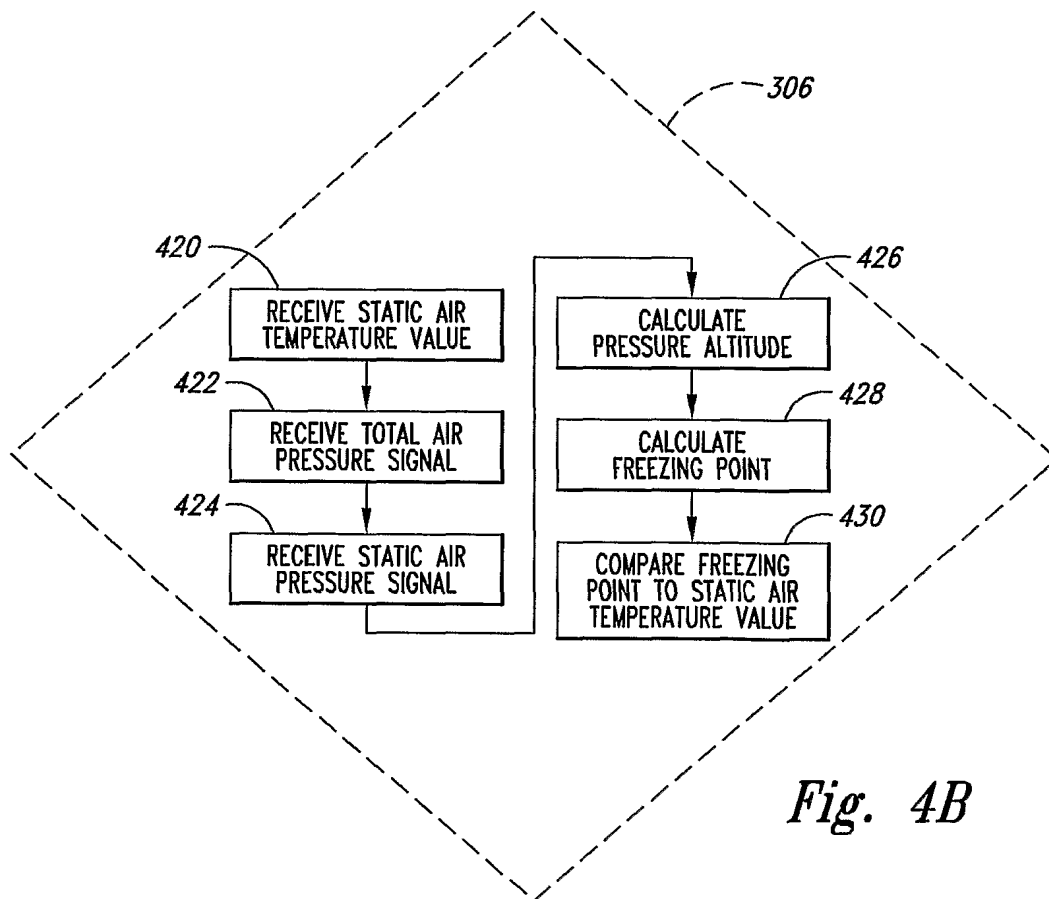 306
420
RECEIVE STATIC AIR
TEMPERATURE VALUE
422
RECEIVE TOTAL AIR
PRESSURE SIGNAL
424
RECEIVE STATIC AIR
PRESSURE SIGNAL
426
CALCULATE
PRESSURE ALTITUDE
428
CALCULATE
FREEZING POINT
430
COMPARE FREEZING
POINT TO STATIC AIR
TEMPERATURE VALUE
Fig. 4B